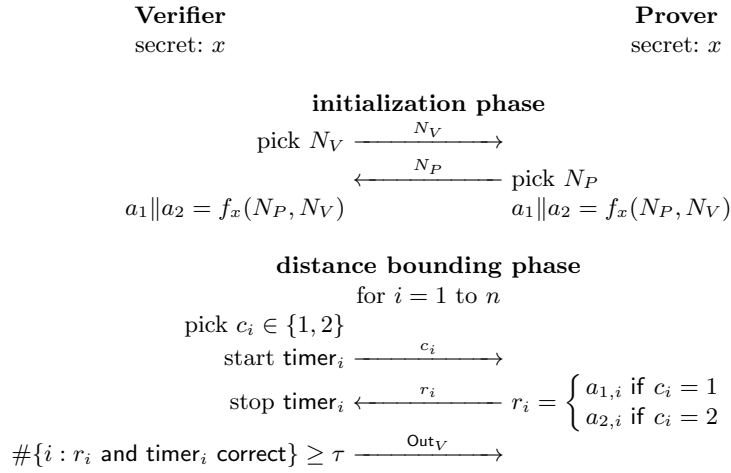 Verifier Prover
secret: x secret: x
initialization phase
pick N_V N_V
N_P pick N_P
a_1‖a_2 = f_x(N_P, N_V) a_1‖a_2 = f_x(N_P, N_V)
distance bounding phase
for i = 1 to n
pick c_i ∈ {1, 2}
start timer_i c_i
stop timer_i r_i r_i = { a_{1,i} if c_i = 1
a_{2,i} if c_i = 2
#{i : r_i and timer_i correct} ≥ τ Out_V